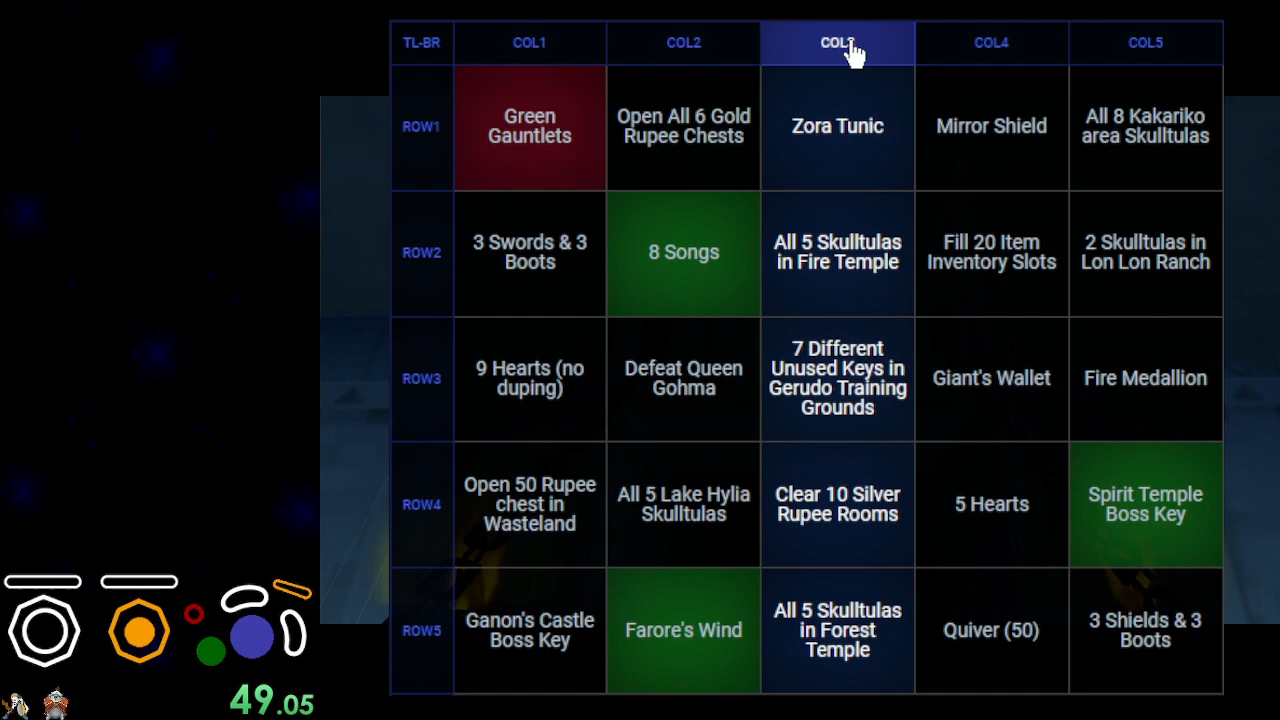 TL-BR
COL1
COL2
COL4
COL5
ROW1
Green
Gauntlets
Open All 6 Gold
Rupee Chests
Zora Tunic
Mirror Shield
All 8 Kakariko
area Skulltulas
ROW2
3 Swords & 3
Boots
8 Songs
All 5 Skulltulas
in Fire Temple
Fill 20 Item
Inventory Slots
2 Skulltulas in
Lon Lon Ranch
ROW3
9 Hearts (no
duping)
Defeat Queen
Gohma
7 Different
Unused Keys in
Gerudo Training
Grounds
Giant's Wallet
Fire Medallion
ROW4
Open 50 Rupee
chest in
Wasteland
All 5 Lake Hylia
Skulltulas
Clear 10 Silver
Rupee Rooms
5 Hearts
Spirit Temple
Boss Key
ROW5
Ganon's Castle
Boss Key
Farore's Wind
All 5 Skulltulas
in Forest
Temple
Quiver (50)
3 Shields & 3
Boots
49.05